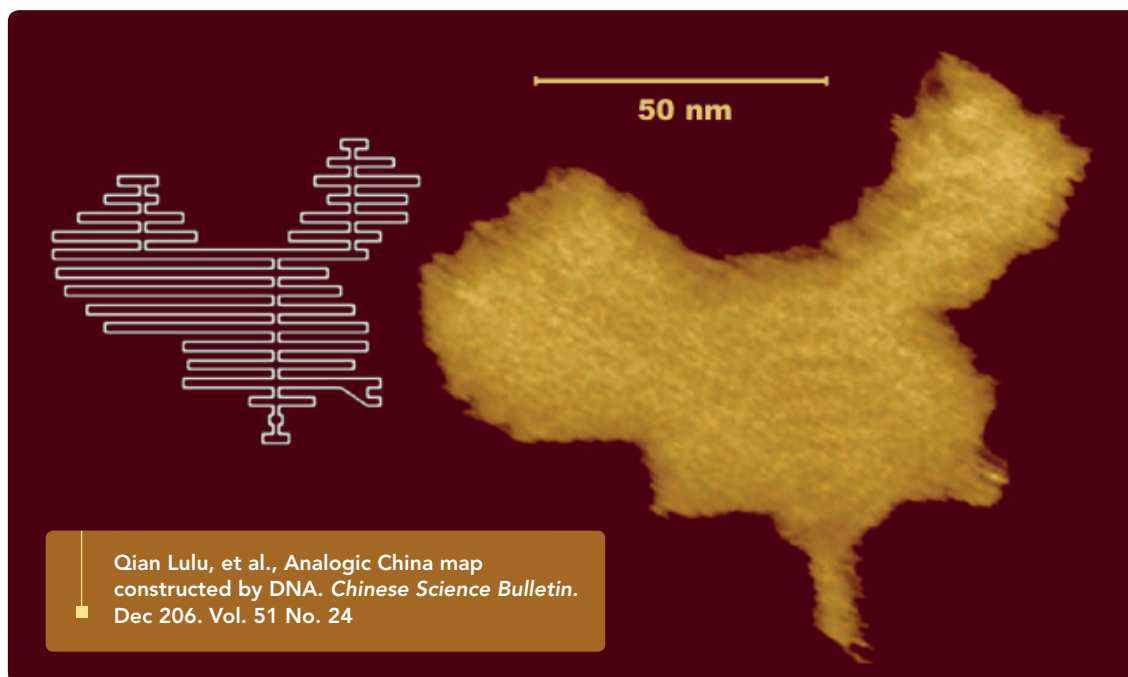 50 nm
Qian Lulu, et al., Analogic China map
constructed by DNA. Chinese Science Bulletin.
Dec 206. Vol. 51 No. 24